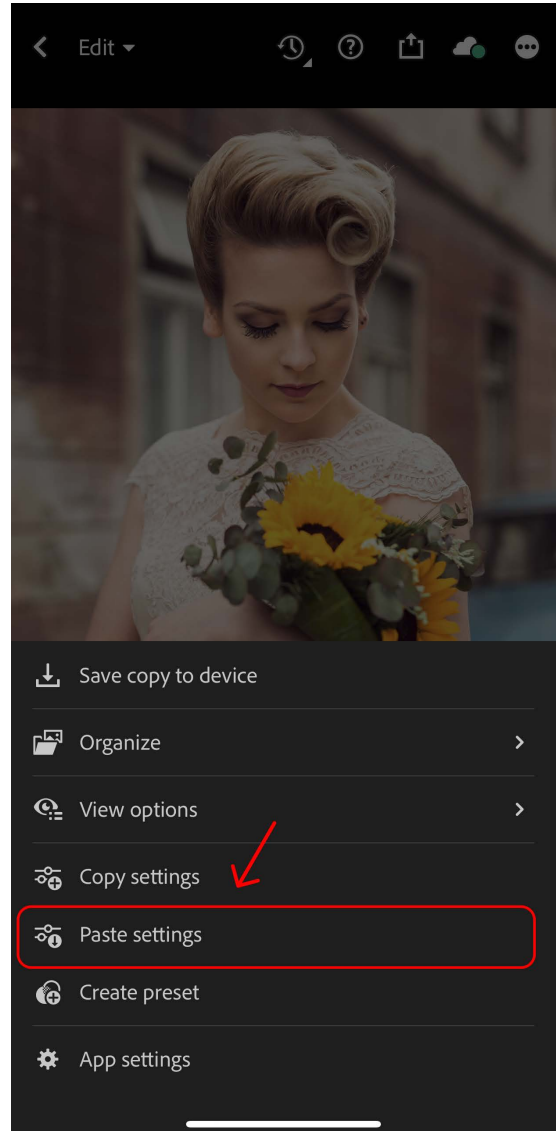 Edit
Save copy to device
Organize
View options
Copy settings
Paste settings
Create preset
App settings